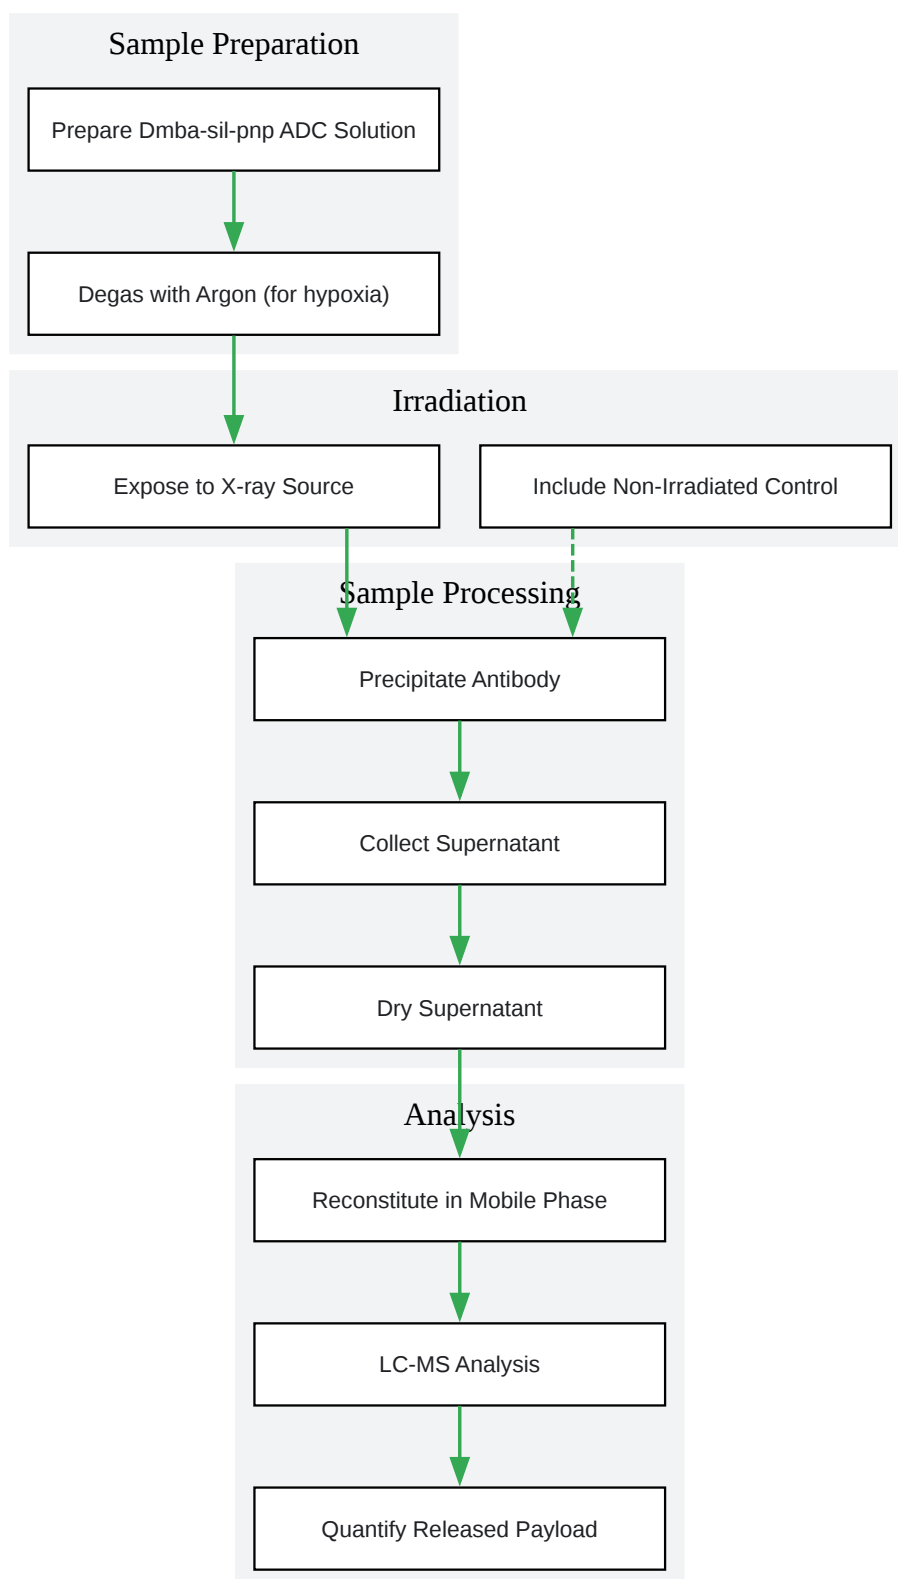 Sample Preparation
Prepare Dmba-sil-pnp ADC Solution
Degas with Argon (for hypoxia)
Irradiation
Expose to X-ray Source
Include Non-Irradiated Control
Sample Processing
Precipitate Antibody
Collect Supernatant
Dry Supernatant
Analysis
Reconstitute in Mobile Phase
LC-MS Analysis
Quantify Released Payload